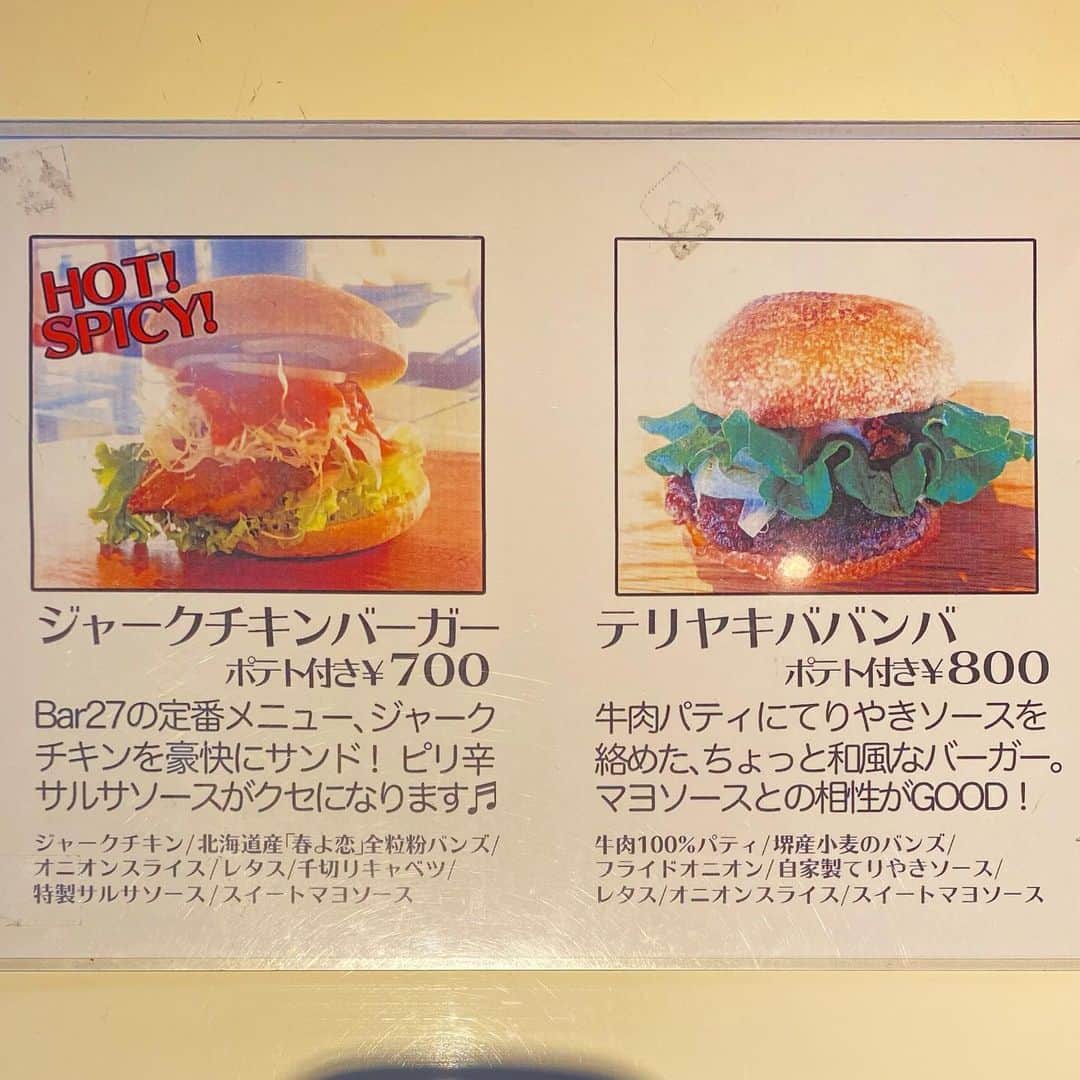 HOT!
SPICY!
ジャークチキンバーガー
ポテト付き¥700
Bar27の定番メニュー、ジャーク
チキンを豪快にサンド！ ピリ辛
サルサソースがクセになります♬
ジャークチキン/北海道産「春よ恋」全粒粉バンズ/
オニオンスライス/レタス/千切りキャベツ/
特製サルサソース/スイートマヨソース
テリヤキババンバ
ポテト付き¥800
牛肉パティにてりやきソースを
絡めた、ちょっと和風なバーガー。
マヨソースとの相性がGOOD！
牛肉100%パティ/堺産小麦のバンズ/
フライドオニオン/自家製てりやきソース/
レタス/オニオンスライス/スイートマヨソース